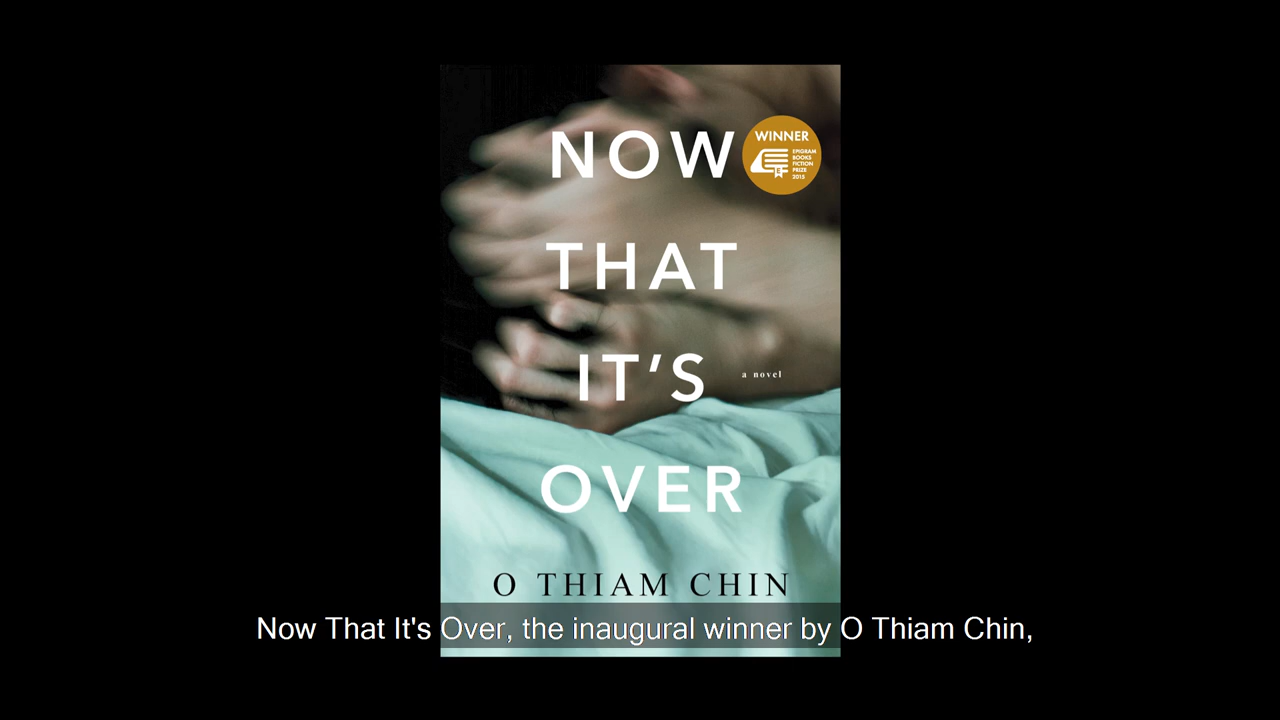 NOW
WINNER
EPIGRAM
BOOKS
FICTION
PRIZE
2015
THAT
IT'S
a novel
OVER
O THIAM CHIN
Now That It's Over, the inaugural winner by O Thiam Chin,